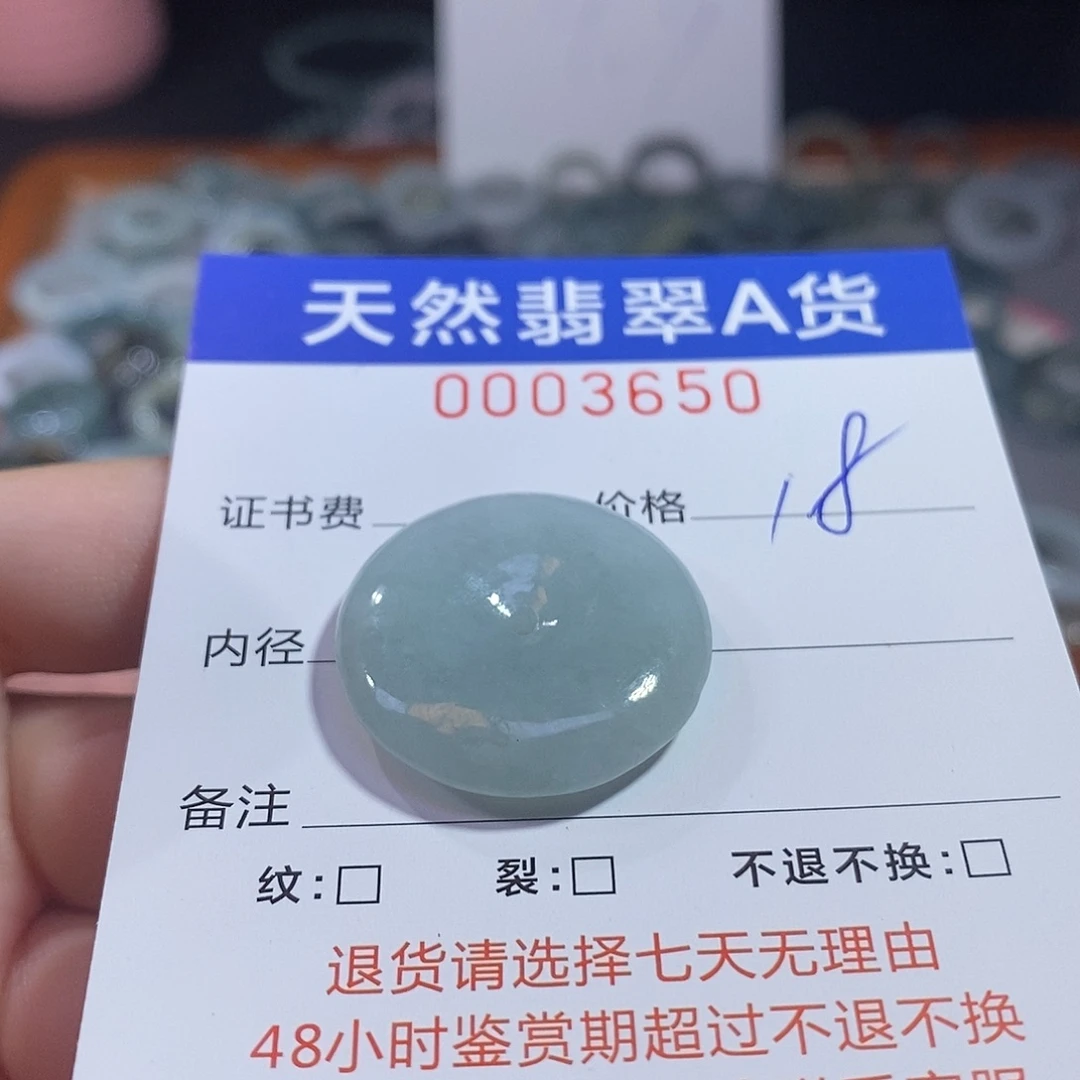 天然翡翠A货
0003650
证书费 价格 18
内径
备注
纹:□ 裂:□ 不退不换:□
退货请选择七天无理由
48小时鉴赏期超过不退不换